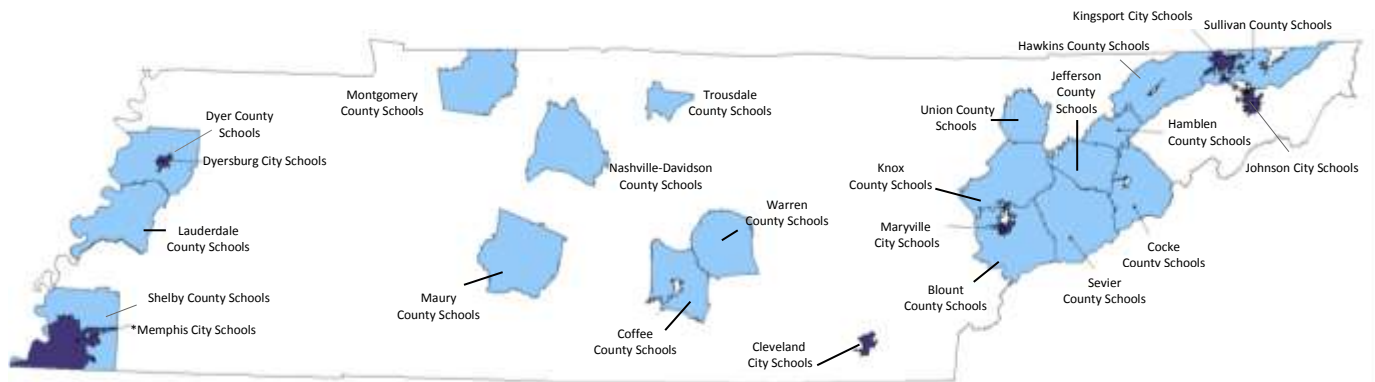 Kingsport City Schools
Sullivan County Schools
Hawkins County Schools
Jefferson
County
Schools
Montgomery
County Schools
Trousdale
County Schools
Union County
Schools
Dyer County
Schools
Hamblen
County Schools
Dyersburg City Schools
Nashville-Davidson
County Schools
Knox
County Schools
Johnson City Schools
Warren
County Schools
Lauderdale
County Schools
Maryville
City Schools
Cocke
County Schools
Shelby County Schools
Maury
County Schools
Blount
County Schools
Sevier
County Schools
*Memphis City Schools
Coffee
County Schools
Cleveland
City Schools